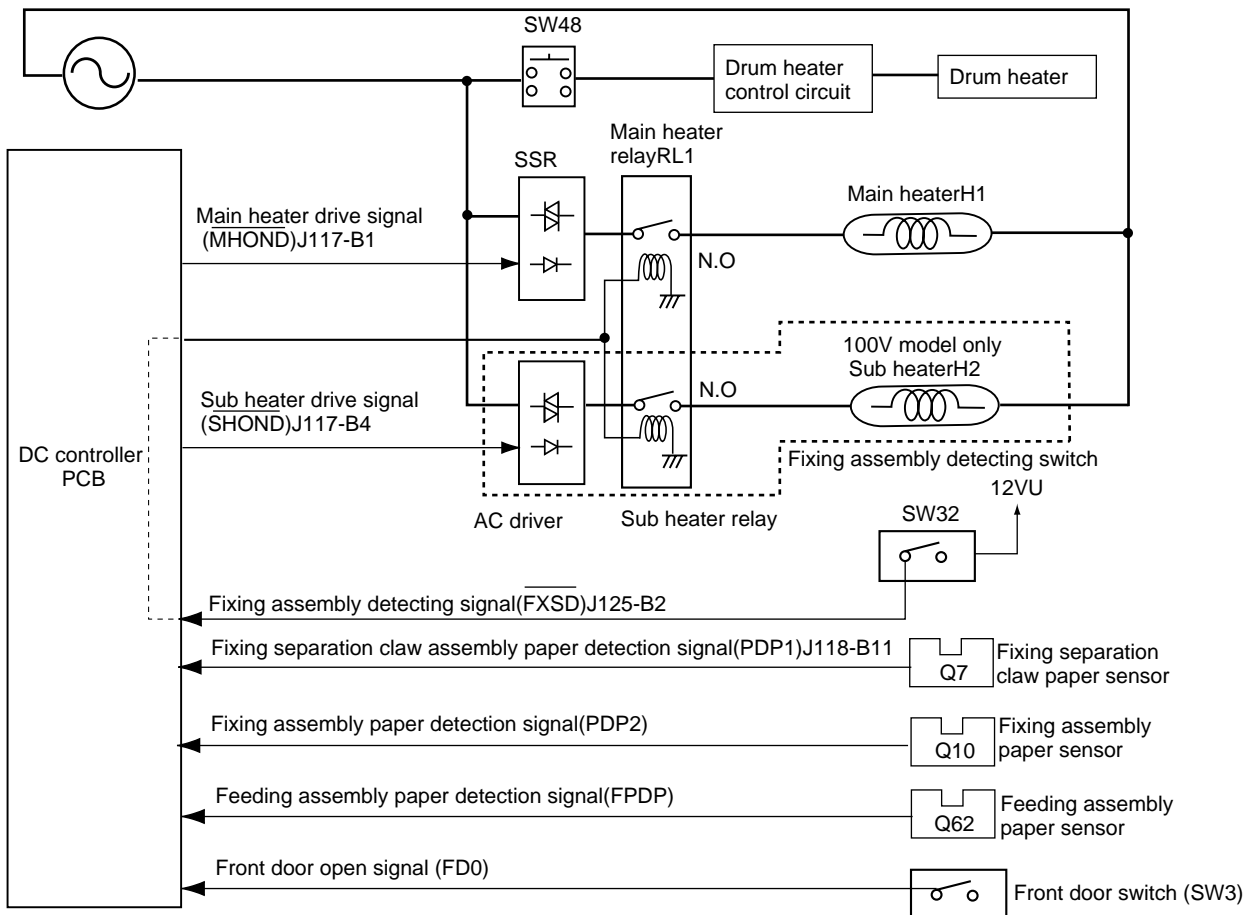 SW48
Drum heater
control circuit
Drum heater
Main heater
relayRL1
SSR
Main heaterH1
Main heater drive signal
(MHOND)J117-B1
N.O
100V model only
Sub heaterH2
N.O
Sub heater drive signal
(SHOND)J117-B4
DC controller
PCB
Fixing assembly detecting switch
12VU
AC driver
Sub heater relay
SW32
Fixing assembly detecting signal(FXSD)J125-B2
Fixing separation claw assembly paper detection signal(PDP1)J118-B11
Q7
Fixing separation
claw paper sensor
Fixing assembly paper detection signal(PDP2)
Q10
Fixing assembly
paper sensor
Feeding assembly paper detection signal(FPDP)
Q62
Feeding assembly
paper sensor
Front door open signal (FD0)
Front door switch (SW3)